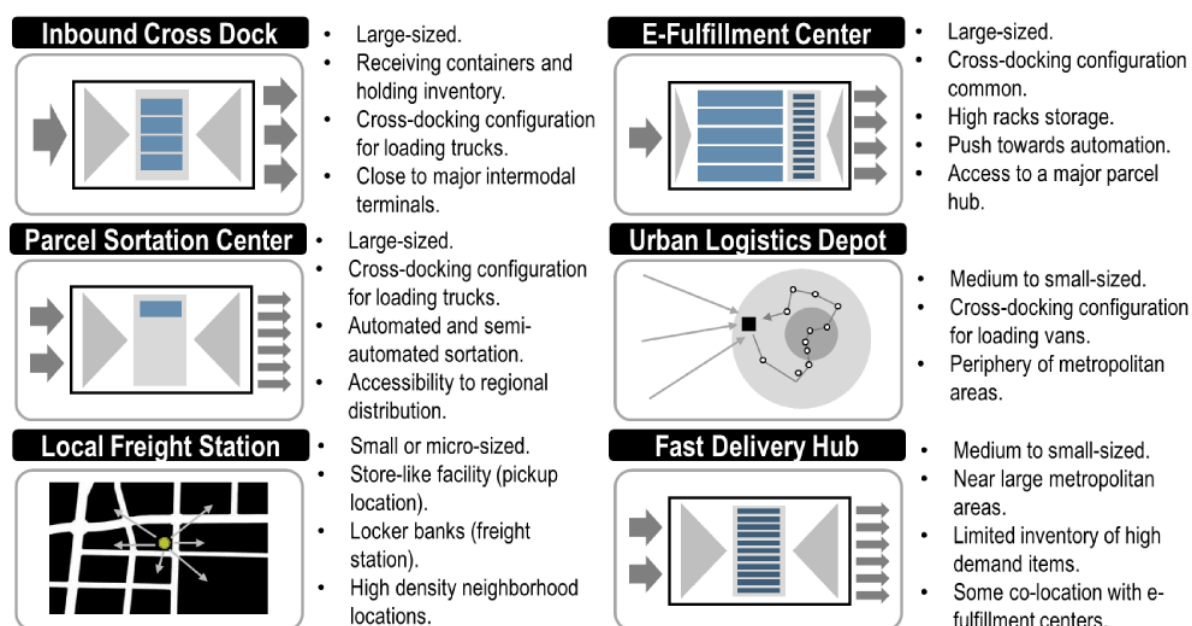 Inbound Cross Dock
• Large-sized.
• Receiving containers and
holding inventory.
• Cross-docking configuration
for loading trucks.
• Close to major intermodal
terminals.
E-Fulfillment Center
• Large-sized.
• Cross-docking configuration
common.
• High racks storage.
• Push towards automation.
• Access to a major parcel
hub.
Parcel Sortation Center
• Large-sized.
• Cross-docking configuration
for loading trucks.
• Automated and semi-
automated sortation.
• Accessibility to regional
distribution.
Urban Logistics Depot
• Medium to small-sized.
• Cross-docking configuration
for loading vans.
• Periphery of metropolitan
areas.
Local Freight Station
• Small or micro-sized.
• Store-like facility (pickup
location).
• Locker banks (freight
station).
• High density neighborhood
locations.
Fast Delivery Hub
• Medium to small-sized.
• Near large metropolitan
areas.
• Limited inventory of high
demand items.
• Some co-location with e-
fulfillment centers.